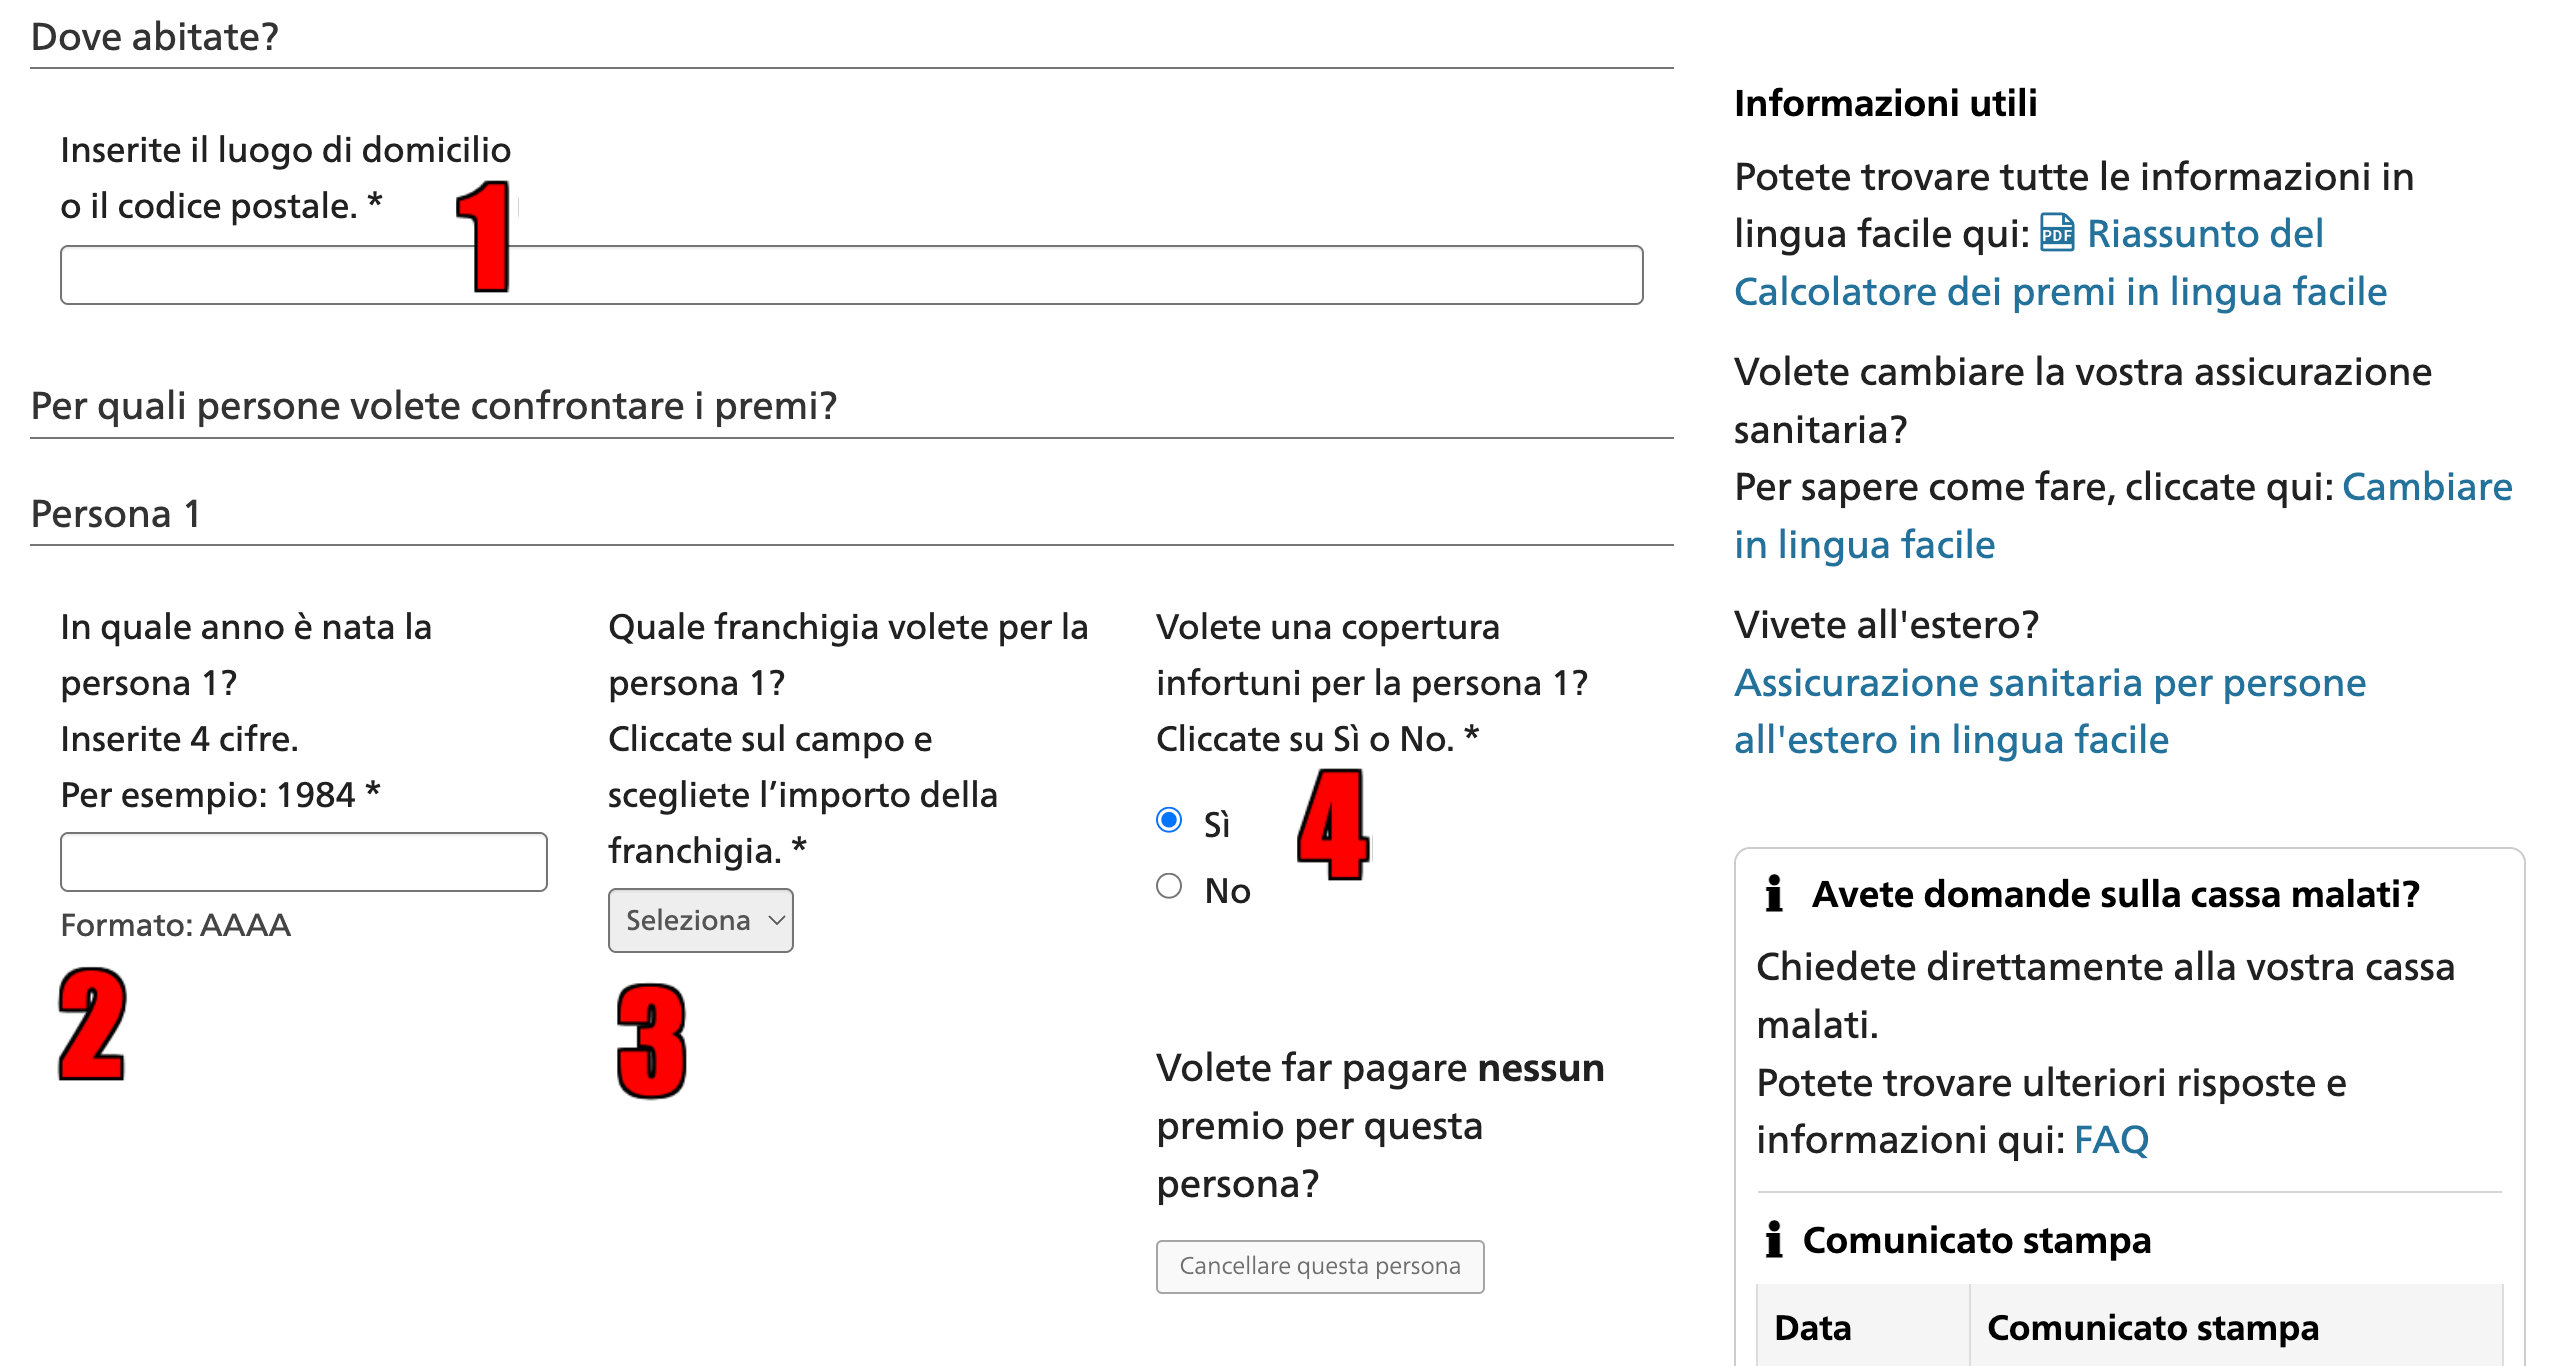 Dove abitate?
Inserite il luogo di domicilio
o il codice postale. *
1
Per quali persone volete confrontare i premi?
Persona 1
In quale anno è nata la
persona 1?
Inserite 4 cifre.
Per esempio: 1984 *
Formato: AAAA
2
Quale franchigia volete per la
persona 1?
Cliccate sul campo e
scegliete l’importo della
franchigia. *
Seleziona
3
Volete una copertura
infortuni per la persona 1?
Cliccate su Sì o No. *
Sì
No
4
Volete far pagare nessun
premio per questa
persona?
Cancellare questa persona
Informazioni utili
Potete trovare tutte le informazioni in
lingua facile qui: PDF Riassunto del
Calcolatore dei premi in lingua facile
Volete cambiare la vostra assicurazione
sanitaria?
Per sapere come fare, cliccate qui: Cambiare
in lingua facile
Vivete all'estero?
Assicurazione sanitaria per persone
all'estero in lingua facile
Avete domande sulla cassa malati?
Chiedete direttamente alla vostra cassa
malati.
Potete trovare ulteriori risposte e
informazioni qui: FAQ
Comunicato stampa
Data Comunicato stampa